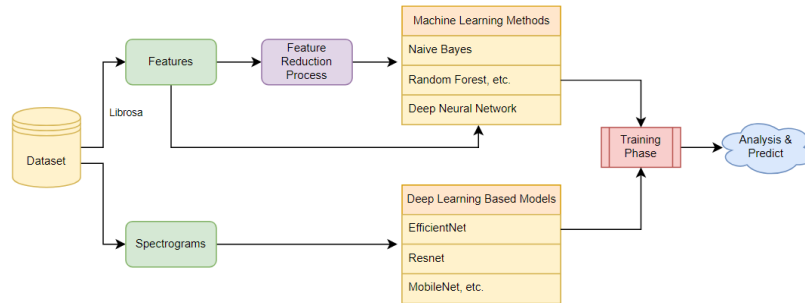 Machine Learning Methods
Naive Bayes
Random Forest, etc.
Deep Neural Network
Features
Feature
Reduction
Process
Librosa
Dataset
Training
Phase
Analysis &
Predict
Spectrograms
Deep Learning Based Models
EfficientNet
Resnet
MobileNet, etc.